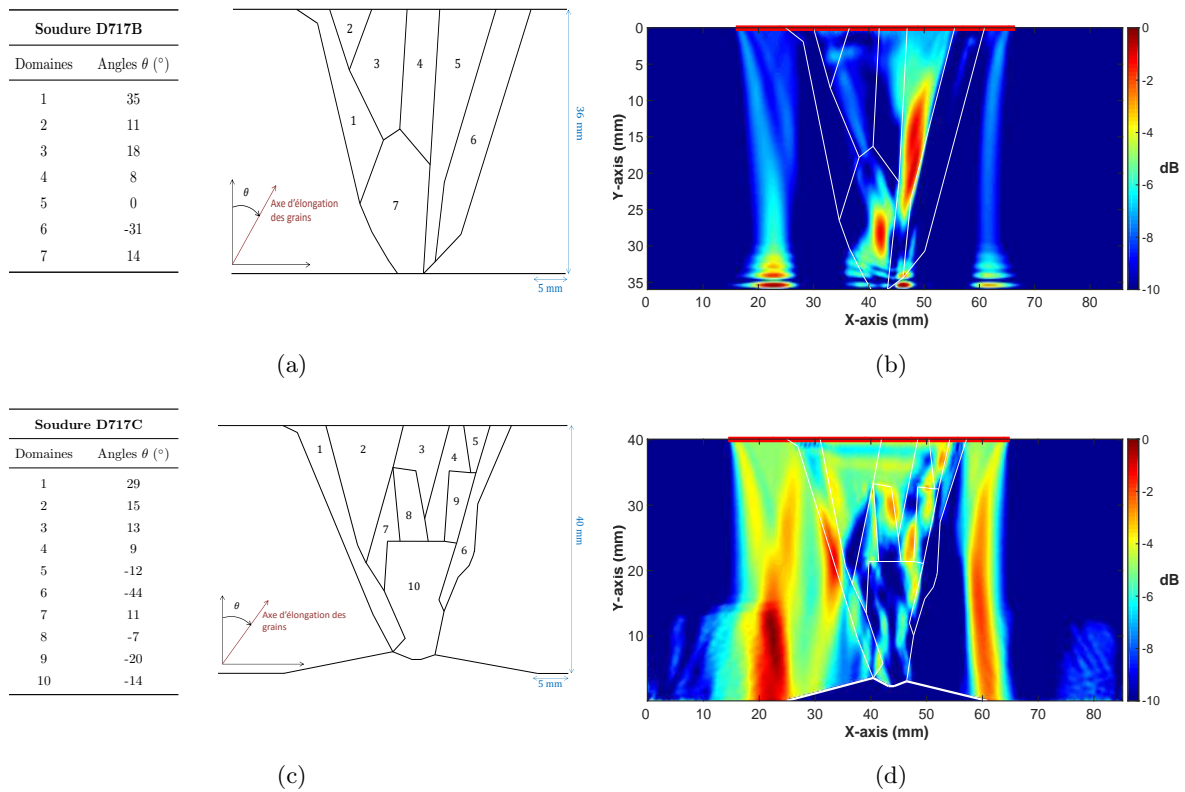 Soudure D717B
Domaines Angles θ (°)
1 35
2 11
3 18
4 8
5 0
6 -31
7 14
2
3
4
5
1
6
7
θ
Axe d'élongation
des grains
36 mm
5 mm
(a)
0
5
10
15
20
25
30
35
Y-axis (mm)
0 10 20 30 40 50 60 70 80
X-axis (mm)
0
-2
-4
-6
-8
-10
dB
(b)
Soudure D717C
Domaines Angles θ (°)
1 29
2 15
3 13
4 9
5 -12
6 -44
7 11
8 -7
9 -20
10 -14
1
2
3
4
5
9
8
7
6
10
θ
Axe d'élongation des
grains
40 mm
5 mm
(c)
40
30
20
10
Y-axis (mm)
0 10 20 30 40 50 60 70 80
X-axis (mm)
0
-2
-4
-6
-8
-10
dB
(d)